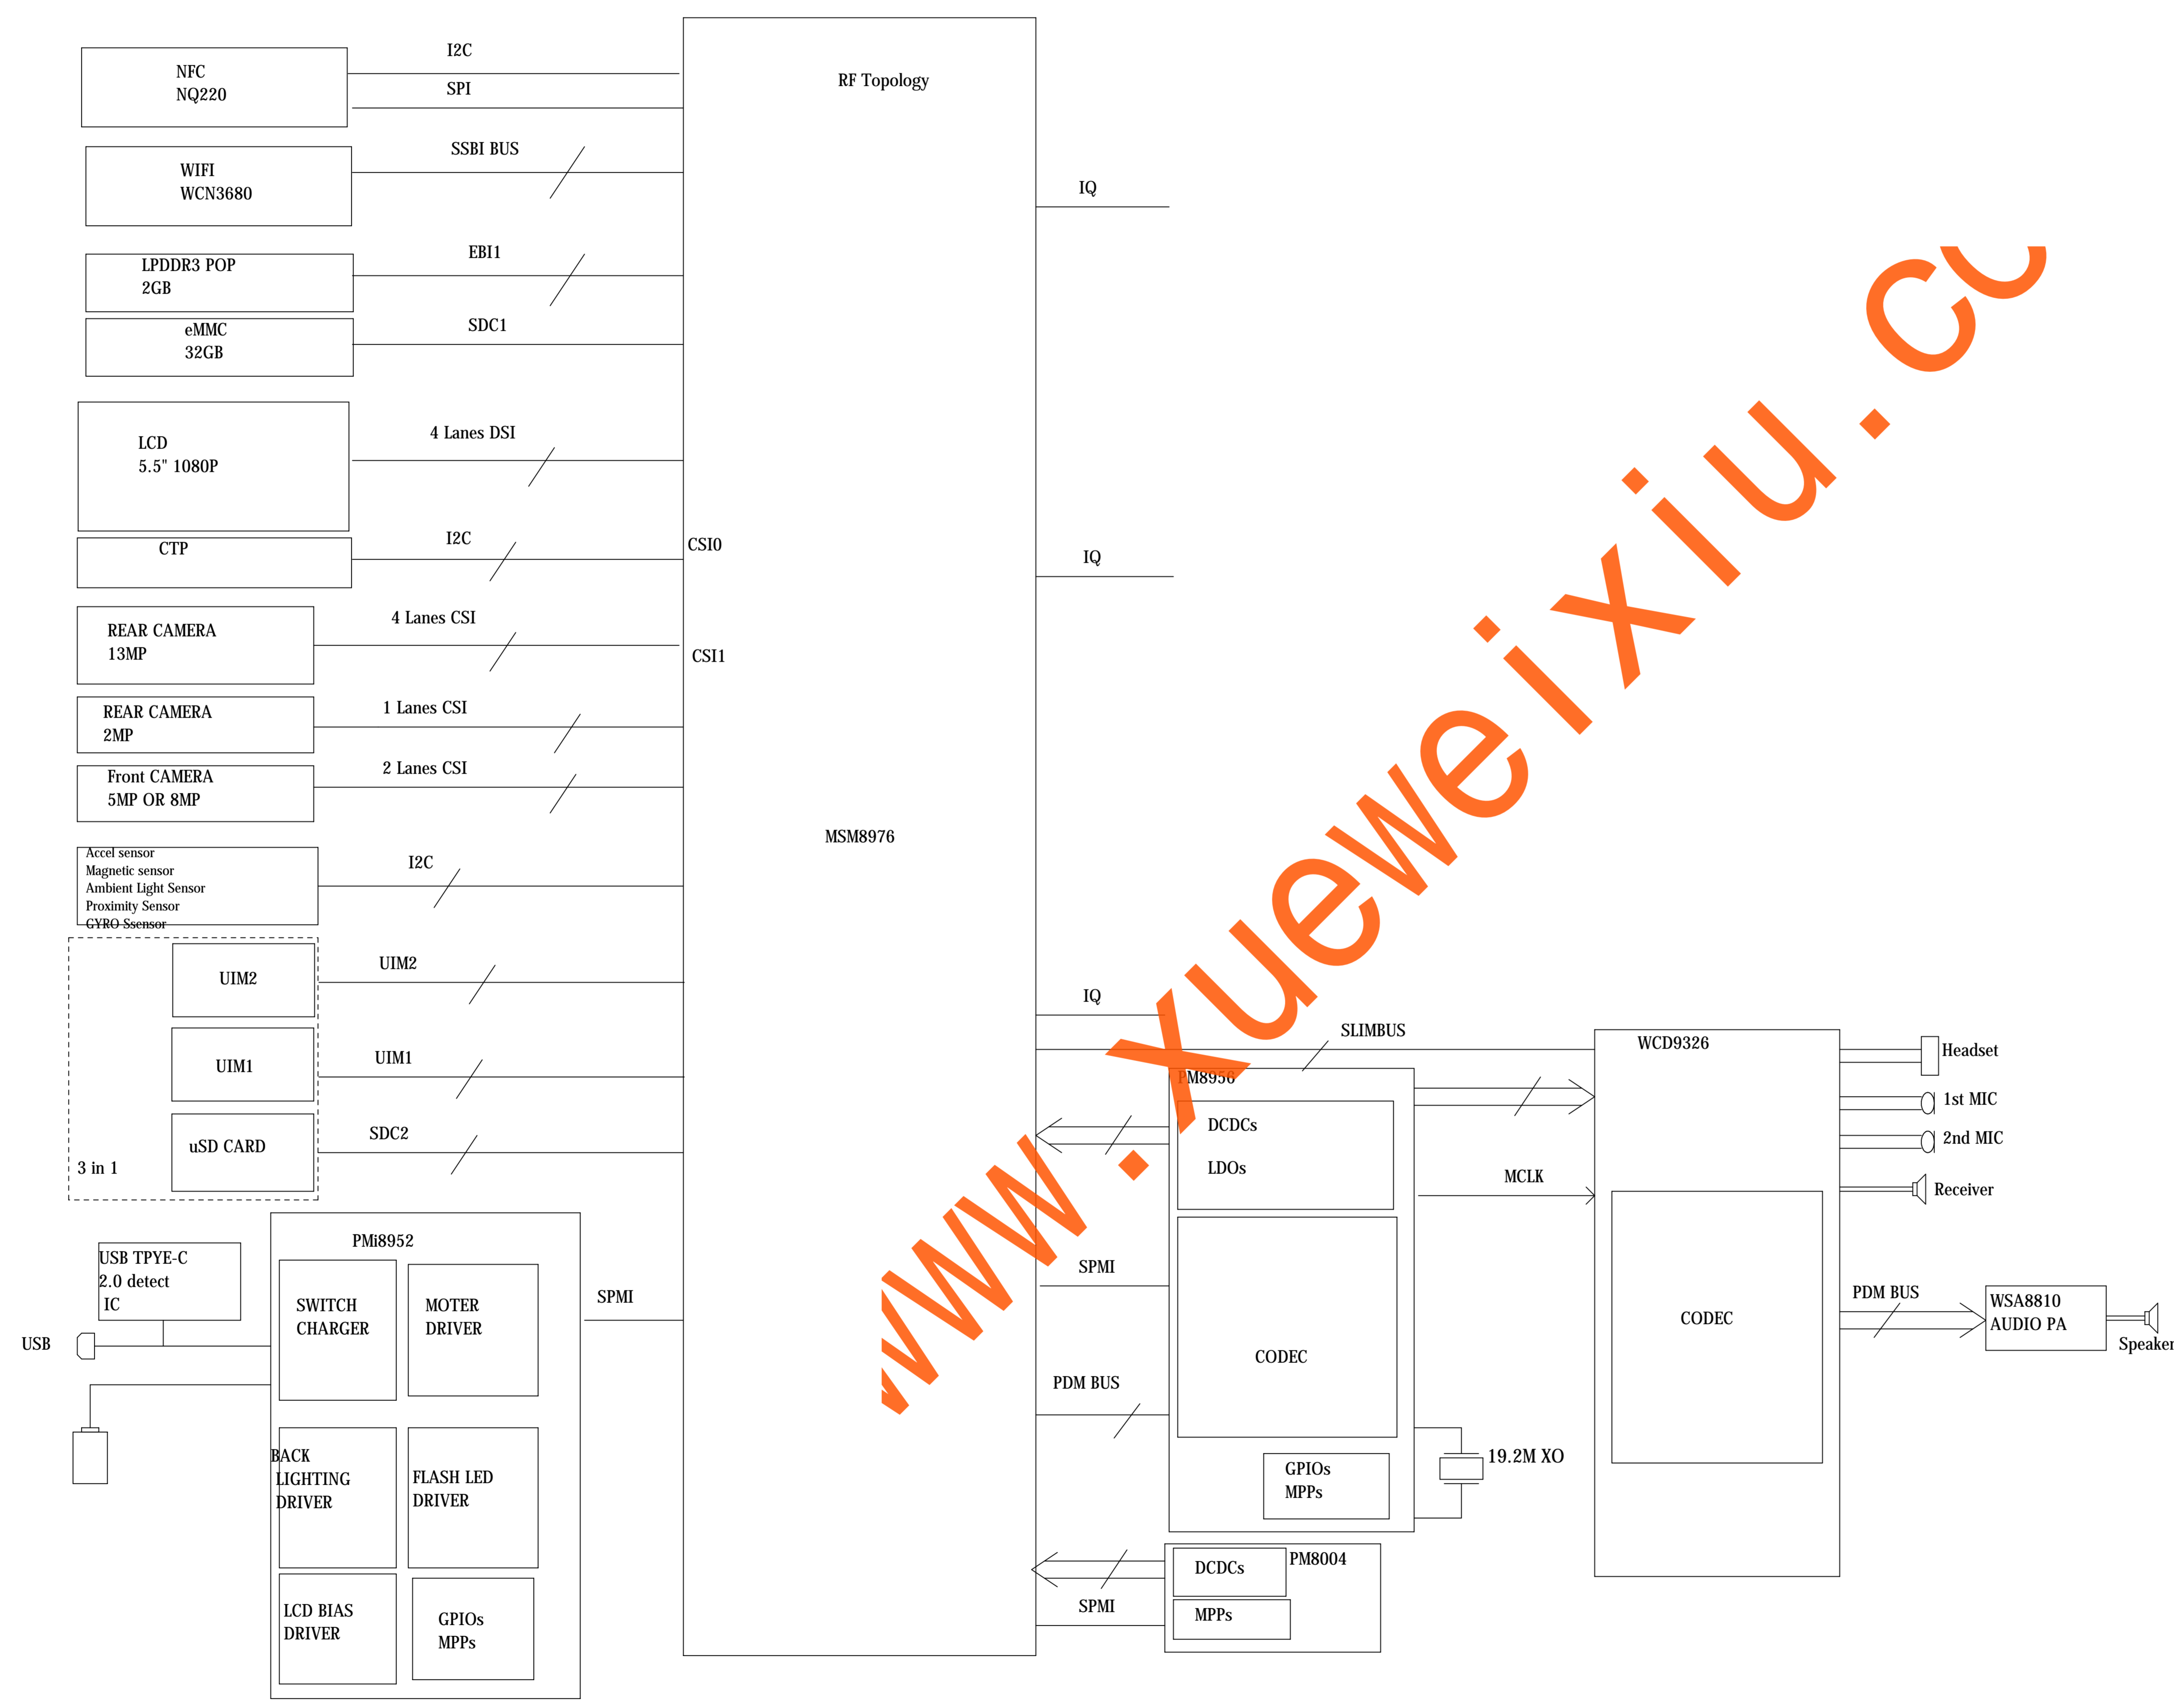 I2C
NFC
NQ220
SPI
RF Topology
SSBI BUS
WIFI
WCN3680
IQ
EBI1
LPDDR3 POP
2GB
SDC1
eMMC
32GB
4 Lanes DSI
LCD
5.5" 1080P
I2C
CTP
CSI0
IQ
4 Lanes CSI
REAR CAMERA
13MP
CSI1
1 Lanes CSI
REAR CAMERA
2MP
2 Lanes CSI
Front CAMERA
5MP OR 8MP
MSM8976
Accel sensor
Magnetic sensor
Ambient Light Sensor
Proximity Sensor
GYRO Ssensor
I2C
UIM2
UIM2
IQ
SLIMBUS
UIM1
UIM1
SDC2
uSD CARD
3 in 1
PM8956
DCDCs
LDOs
MCLK
WCD9326
Headset
1st MIC
2nd MIC
Receiver
PMi8952
USB TPYE-C
2.0 detect
IC
USB
SWITCH
CHARGER
MOTER
DRIVER
SPMI
SPMI
CODEC
PDM BUS
CODEC
PDM BUS
WSA8810
AUDIO PA
Speaker
BACK
LIGHTING
DRIVER
FLASH LED
DRIVER
GPIOs
MPPs
19.2M XO
LCD BIAS
DRIVER
GPIOs
MPPs
DCDCs
PM8004
SPMI
MPPs
www.xueweixiu.co